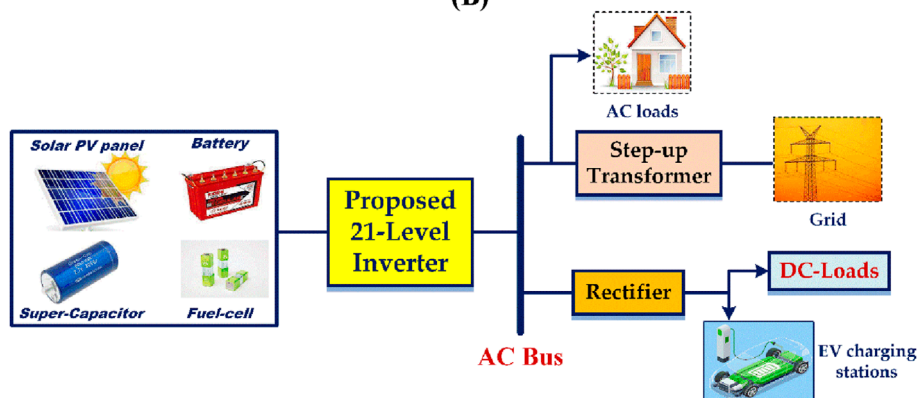 (B)
Solar PV panel
Battery
Super-Capacitor
Fuel-cell
Proposed
21-Level
Inverter
AC Bus
AC loads
Step-up
Transformer
Grid
Rectifier
DC-Loads
EV charging
stations